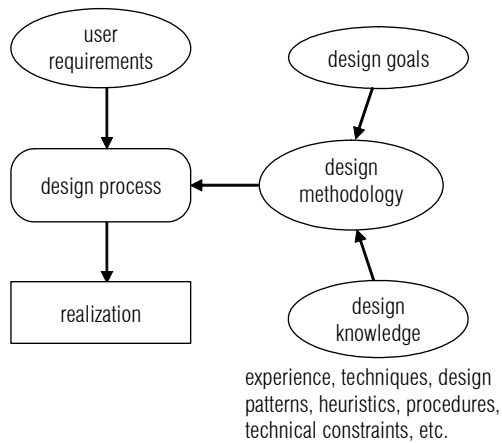 user
requirements
design goals
design process
design
methodology
realization
design
knowledge
experience, techniques, design
patterns, heuristics, procedures,
technical constraints, etc.